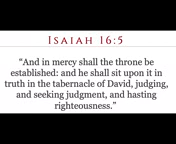 Isaiah 16:5
“And in mercy shall the throne be
established: and he shall sit upon it in
truth in the tabernacle of David, judging,
and seeking judgment, and hasting
righteousness.”